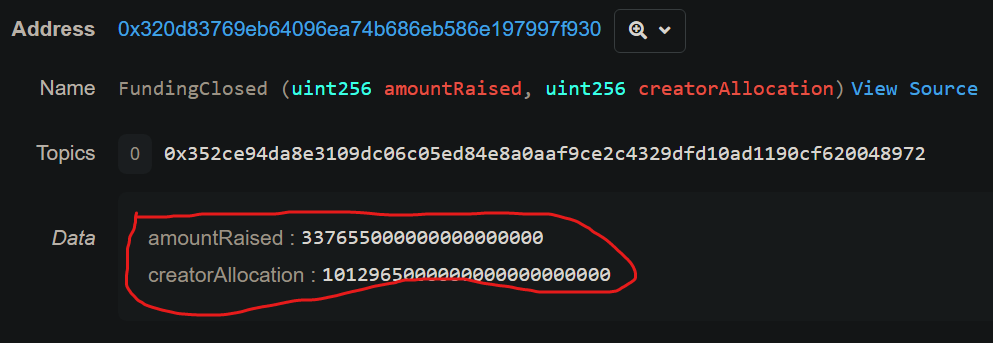 Address 0x320d83769eb64096ea74b686eb586e197997f930
Name FundingClosed (uint256 amountRaised, uint256 creatorAllocation) View Source
Topics 0 0x352ce94da8e3109dc06c05ed84e8a0aaf9ce2c4329dfd10ad1190cf620048972
Data amountRaised : 337655000000000000000
creatorAllocation : 1012965000000000000000000